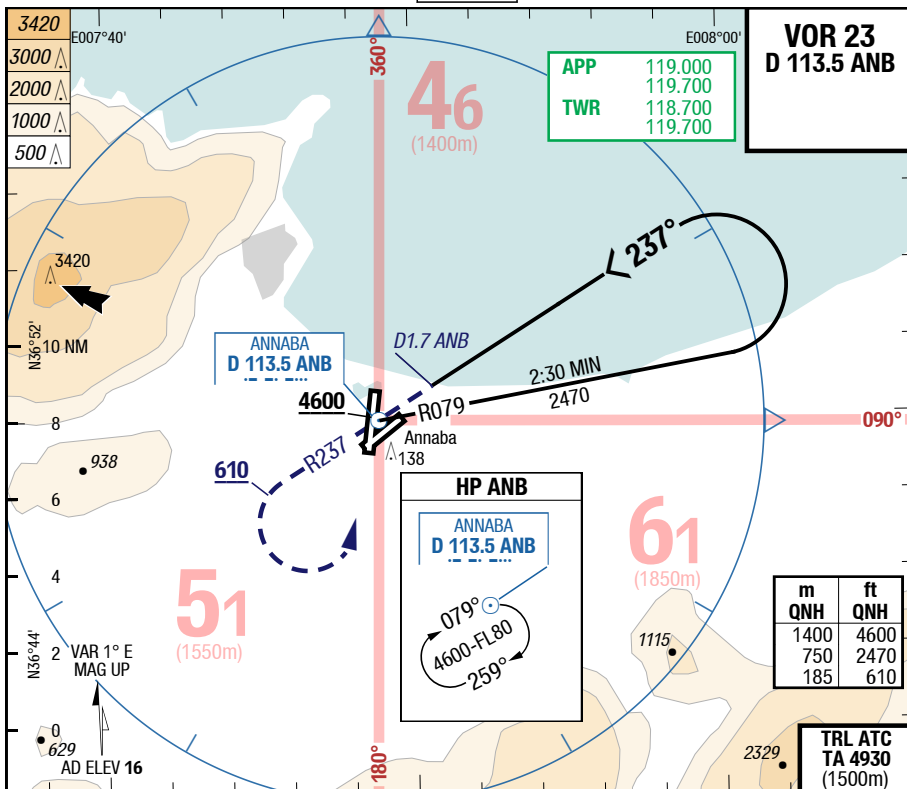 3420
3000
2000
1000
500
E007°40'
E008°00'
360°
46
(1400m)
APP 119.000
119.700
TWR 118.700
119.700
VOR 23
D 113.5 ANB
3420
N36°52'
10 NM
8
6
4
2
0
237°
D1.7 ANB
ANNABA
D 113.5 ANB
4600
2:30 MIN
2470
R079
090°
Annaba
138
R237
610
938
HP ANB
ANNABA
D 113.5 ANB
079°
4600-FL80
259°
61
(1850m)
51
(1550m)
N36°44'
VAR 1° E
MAG UP
629
AD ELEV 16
180°
1115
2329
m ft
QNH QNH
1400 4600
750 2470
185 610
TRL ATC
TA 4930
(1500m)